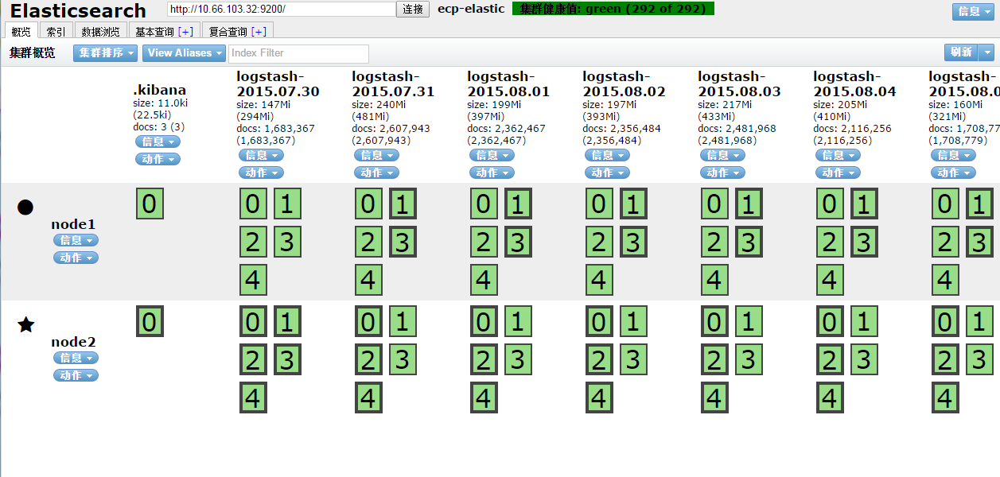 Elasticsearch http://10.66.103.32:9200/ 连接 ecp-elastic 集群健康值: green (292 of 292) 信息
概览 索引 数据浏览 基本查询 [+] 复合查询 [+]
集群概览 集群排序 View Aliases Index Filter 刷新
.kibana
size: 11.0ki
(22.5ki)
docs: 3 (3)
信息
动作
logstash-
2015.07.30
size: 147Mi
(294Mi)
docs: 1,683,367
(1,683,367)
信息
动作
logstash-
2015.07.31
size: 240Mi
(481Mi)
docs: 2,607,943
(2,607,943)
信息
动作
logstash-
2015.08.01
size: 199Mi
(397Mi)
docs: 2,362,467
(2,362,467)
信息
动作
logstash-
2015.08.02
size: 197Mi
(393Mi)
docs: 2,356,484
(2,356,484)
信息
动作
logstash-
2015.08.03
size: 217Mi
(433Mi)
docs: 2,481,968
(2,481,968)
信息
动作
logstash-
2015.08.04
size: 205Mi
(410Mi)
docs: 2,116,256
(2,116,256)
信息
动作
logstash-
size: 160Mi
(321Mi)
docs:
(1,708,779)
信息
动作
node1
信息
动作
0 0 1 0 1 0 1 0 1 0 1 0 1 0 1
2 3 2 3 2 3 2 3 2 3 2 3 2 3
4 4 4 4 4 4 4
node2
信息
动作
0 0 1 0 1 0 1 0 1 0 1 0 1 0 1
2 3 2 3 2 3 2 3 2 3 2 3 2 3
4 4 4 4 4 4 4